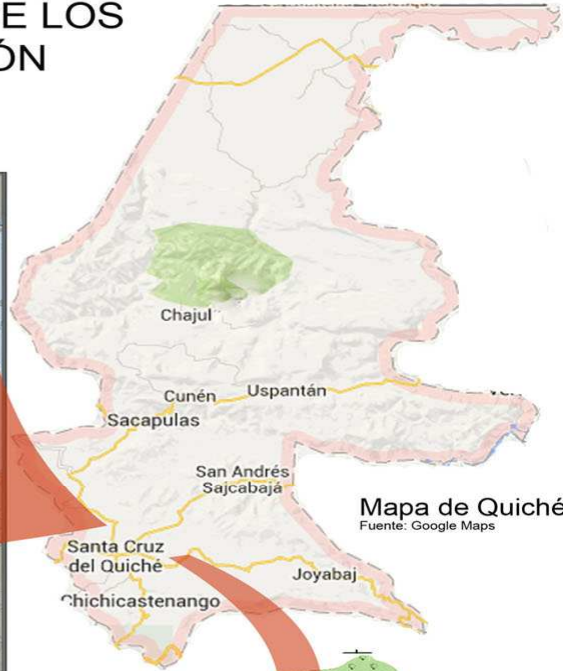 E LOS
ÓN
Chajul
Cunén
Uspantán
Sacapulas
San Andrés
Sajcabajá
Mapa de Quiché
Fuente: Google Maps
Santa Cruz
del Quiché
Joyabaj
Chichicastenango